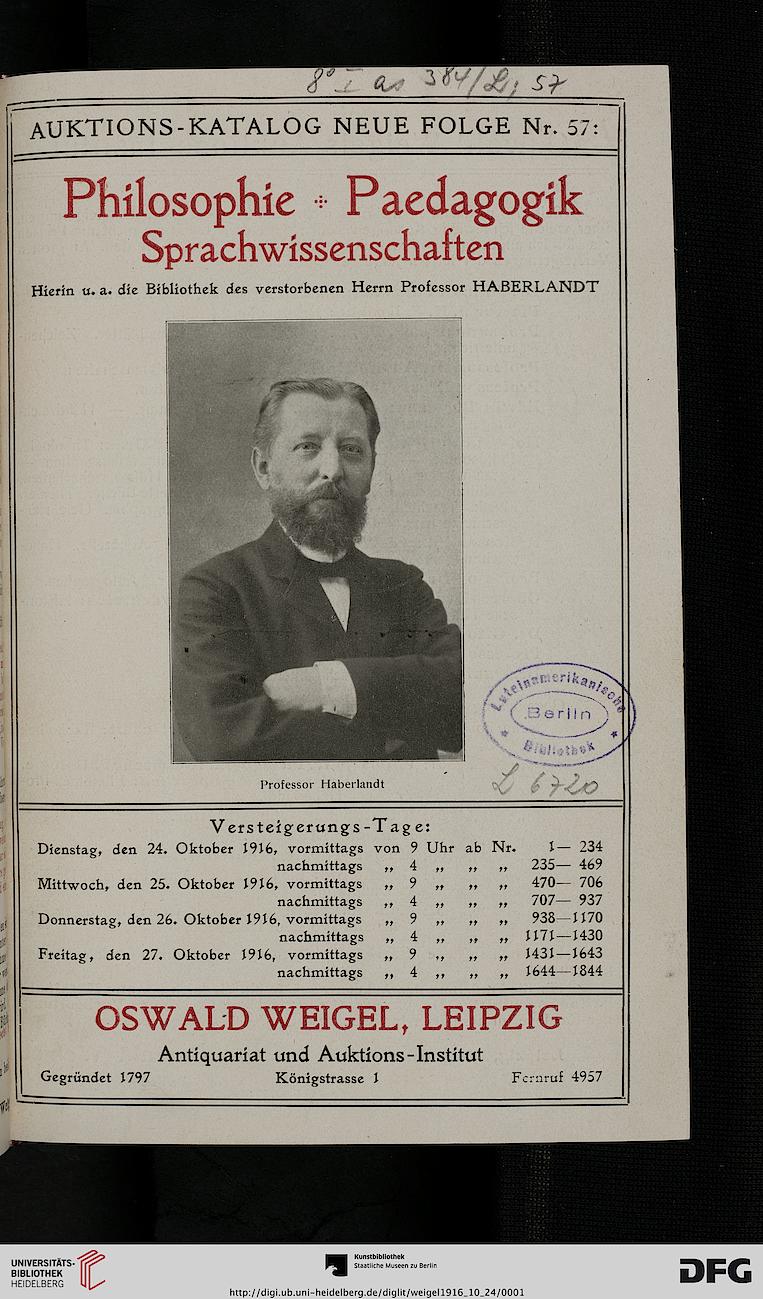 8° I as 384/L, 57
AUKTIONS-KATALOG NEUE FOLGE Nr. 57:
Philosophie ⁜ Paedagogik
Sprachwissenschaften
Hierin u. a. die Bibliothek des verstorbenen Herrn Professor HABERLANDT
Lateinamerikanische
Berlin
* Bibliothek *
Professor Haberlandt
L 6720
Versteigerungs-Tage:
Dienstag, den 24. Oktober 1916, vormittags von 9 Uhr ab Nr. 1— 234
nachmittags „ 4 „ „ „ 235— 469
Mittwoch, den 25. Oktober 1916, vormittags „ 9 „ „ „ 470— 706
nachmittags „ 4 „ „ „ 707— 937
Donnerstag, den 26. Oktober 1916, vormittags „ 9 „ „ „ 938—1170
nachmittags „ 4 „ „ „ 1171—1430
Freitag, den 27. Oktober 1916, vormittags „ 9 „ „ „ 1431—1643
nachmittags „ 4 „ „ „ 1644—1844
OSWALD WEIGEL, LEIPZIG
Antiquariat und Auktions-Institut
Gegründet 1797 Königstrasse 1 Fernruf 4957
UNIVERSITÄTS-
BIBLIOTHEK
HEIDELBERG
Kunstbibliothek
Staatliche Museen zu Berlin
DFG
http://digi.ub.uni-heidelberg.de/diglit/weigel1916_10_24/0001